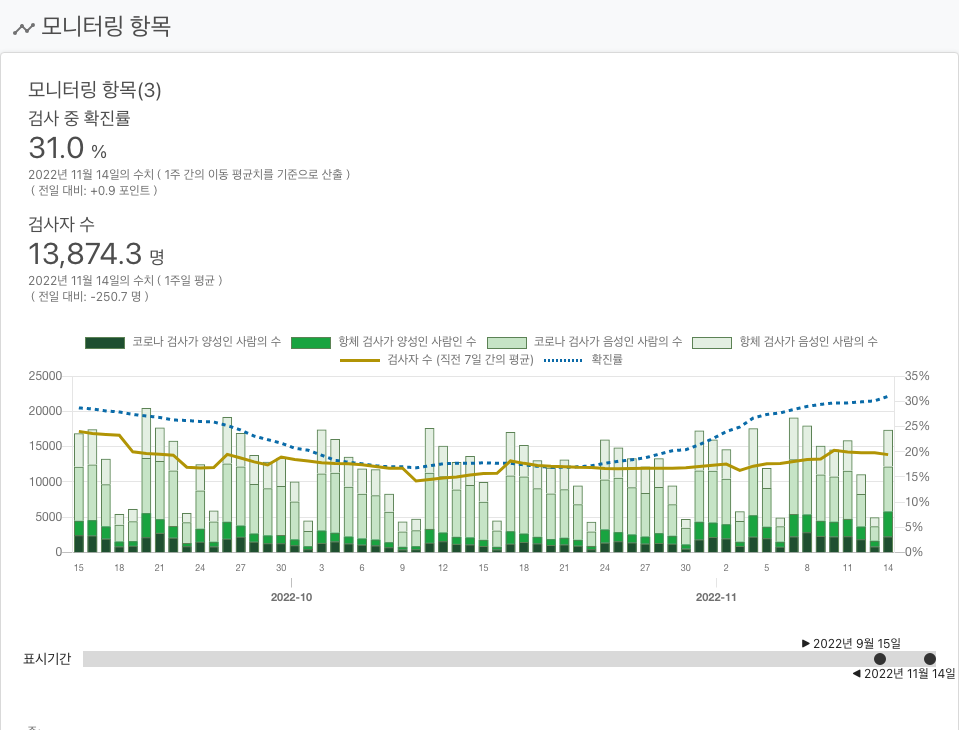 모니터링 항목
모니터링 항목(3)
검사 중 확진률
31.0 %
2022년 11월 14일의 수치 ( 1주 간의 이동 평균치를 기준으로 산출 )
( 전일 대비: +0.9 포인트 )
검사자 수
13,874.3 명
2022년 11월 14일의 수치 ( 1주일 평균 )
( 전일 대비: -250.7 명 )
코로나 검사가 양성인 사람의 수 항체 검사가 양성인 사람인 수 코로나 검사가 음성인 사람의 수 항체 검사가 음성인 사람의 수
검사자 수 (직전 7일 간의 평균) 확진률
25000 35%
20000 30%
15000 25%
10000 20%
5000 15%
0 10%
5%
0%
15 18 21 24 27 30 3 6 9 12 15 18 21 24 27 30 2 5 8 11 14
2022-10 2022-11
▶ 2022년 9월 15일
표시기간
◀ 2022년 11월 14일